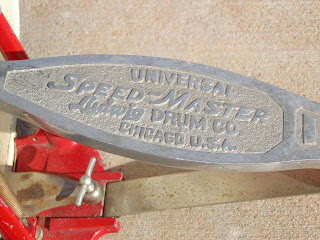 UNIVERSAL
SPEED MASTER
Ludwig DRUM CO.
CHICAGO U.S.A.